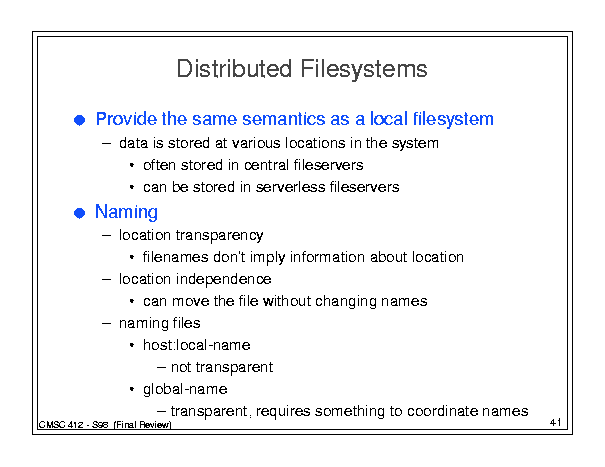 Distributed Filesystems
● Provide the same semantics as a local filesystem
– data is stored at various locations in the system
• often stored in central fileservers
• can be stored in serverless fileservers
● Naming
– location transparency
• filenames don't imply information about location
– location independence
• can move the file without changing names
– naming files
• host:local-name
– not transparent
• global-name
– transparent, requires something to coordinate names
CMSC 412 - S98 (Final Review)
41